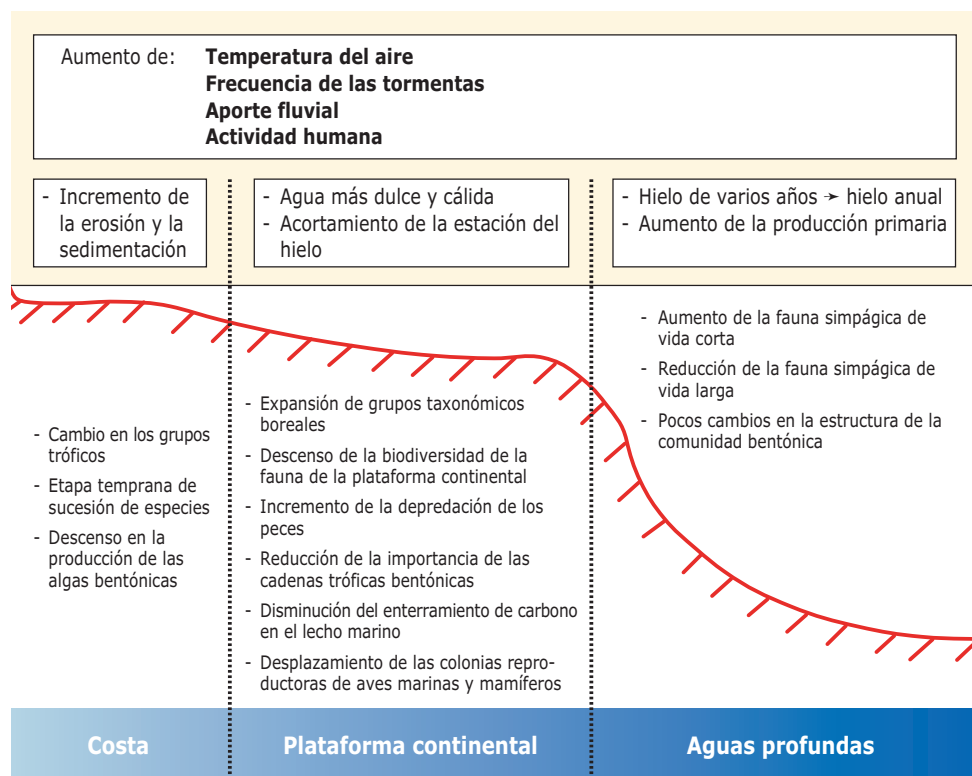 Aumento de: Temperatura del aire
Frecuencia de las tormentas
Aporte fluvial
Actividad humana
- Incremento de
la erosión y la
sedimentación
- Agua más dulce y cálida
- Acortamiento de la estación del
hielo
- Hielo de varios años → hielo anual
- Aumento de la producción primaria
- Cambio en los grupos
tróficos
- Etapa temprana de
sucesión de especies
- Descenso en la
producción de las
algas bentónicas
- Expansión de grupos taxonómicos
boreales
- Descenso de la biodiversidad de la
fauna de la plataforma continental
- Incremento de la depredación de los
peces
- Reducción de la importancia de las
cadenas tróficas bentónicas
- Disminución del enterramiento de carbono
en el lecho marino
- Desplazamiento de las colonias repro-
ductoras de aves marinas y mamíferos
- Aumento de la fauna simpágica de
vida corta
- Reducción de la fauna simpágica de
vida larga
- Pocos cambios en la estructura de la
comunidad bentónica
Costa
Plataforma continental
Aguas profundas